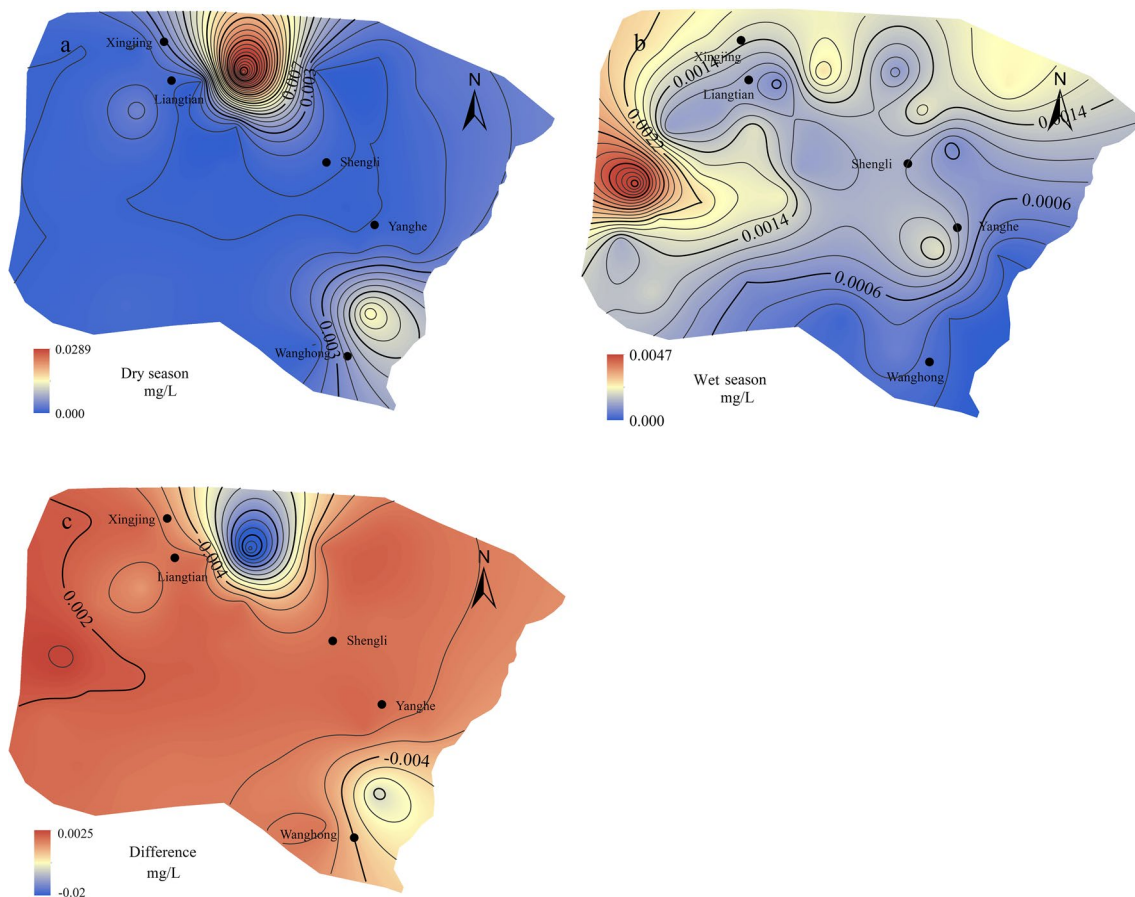 a
Xingjing
Liangtian
0.007
0.003
N
Shengli
Yanghe
0.003
Wanghong
0.0289
Dry season
mg/L
0.000
b
Xingjing
0.0014
Liangtian
N
0.0014
0.0022
Shengli
0.0006
Yanghe
0.0014
0.0006
0.0047
Wet season
mg/L
0.000
Wanghong
c
Xingjing
-0.004
Liangtian
N
0.002
Shengli
Yanghe
-0.004
Wanghong
0.0025
Difference
mg/L
-0.02